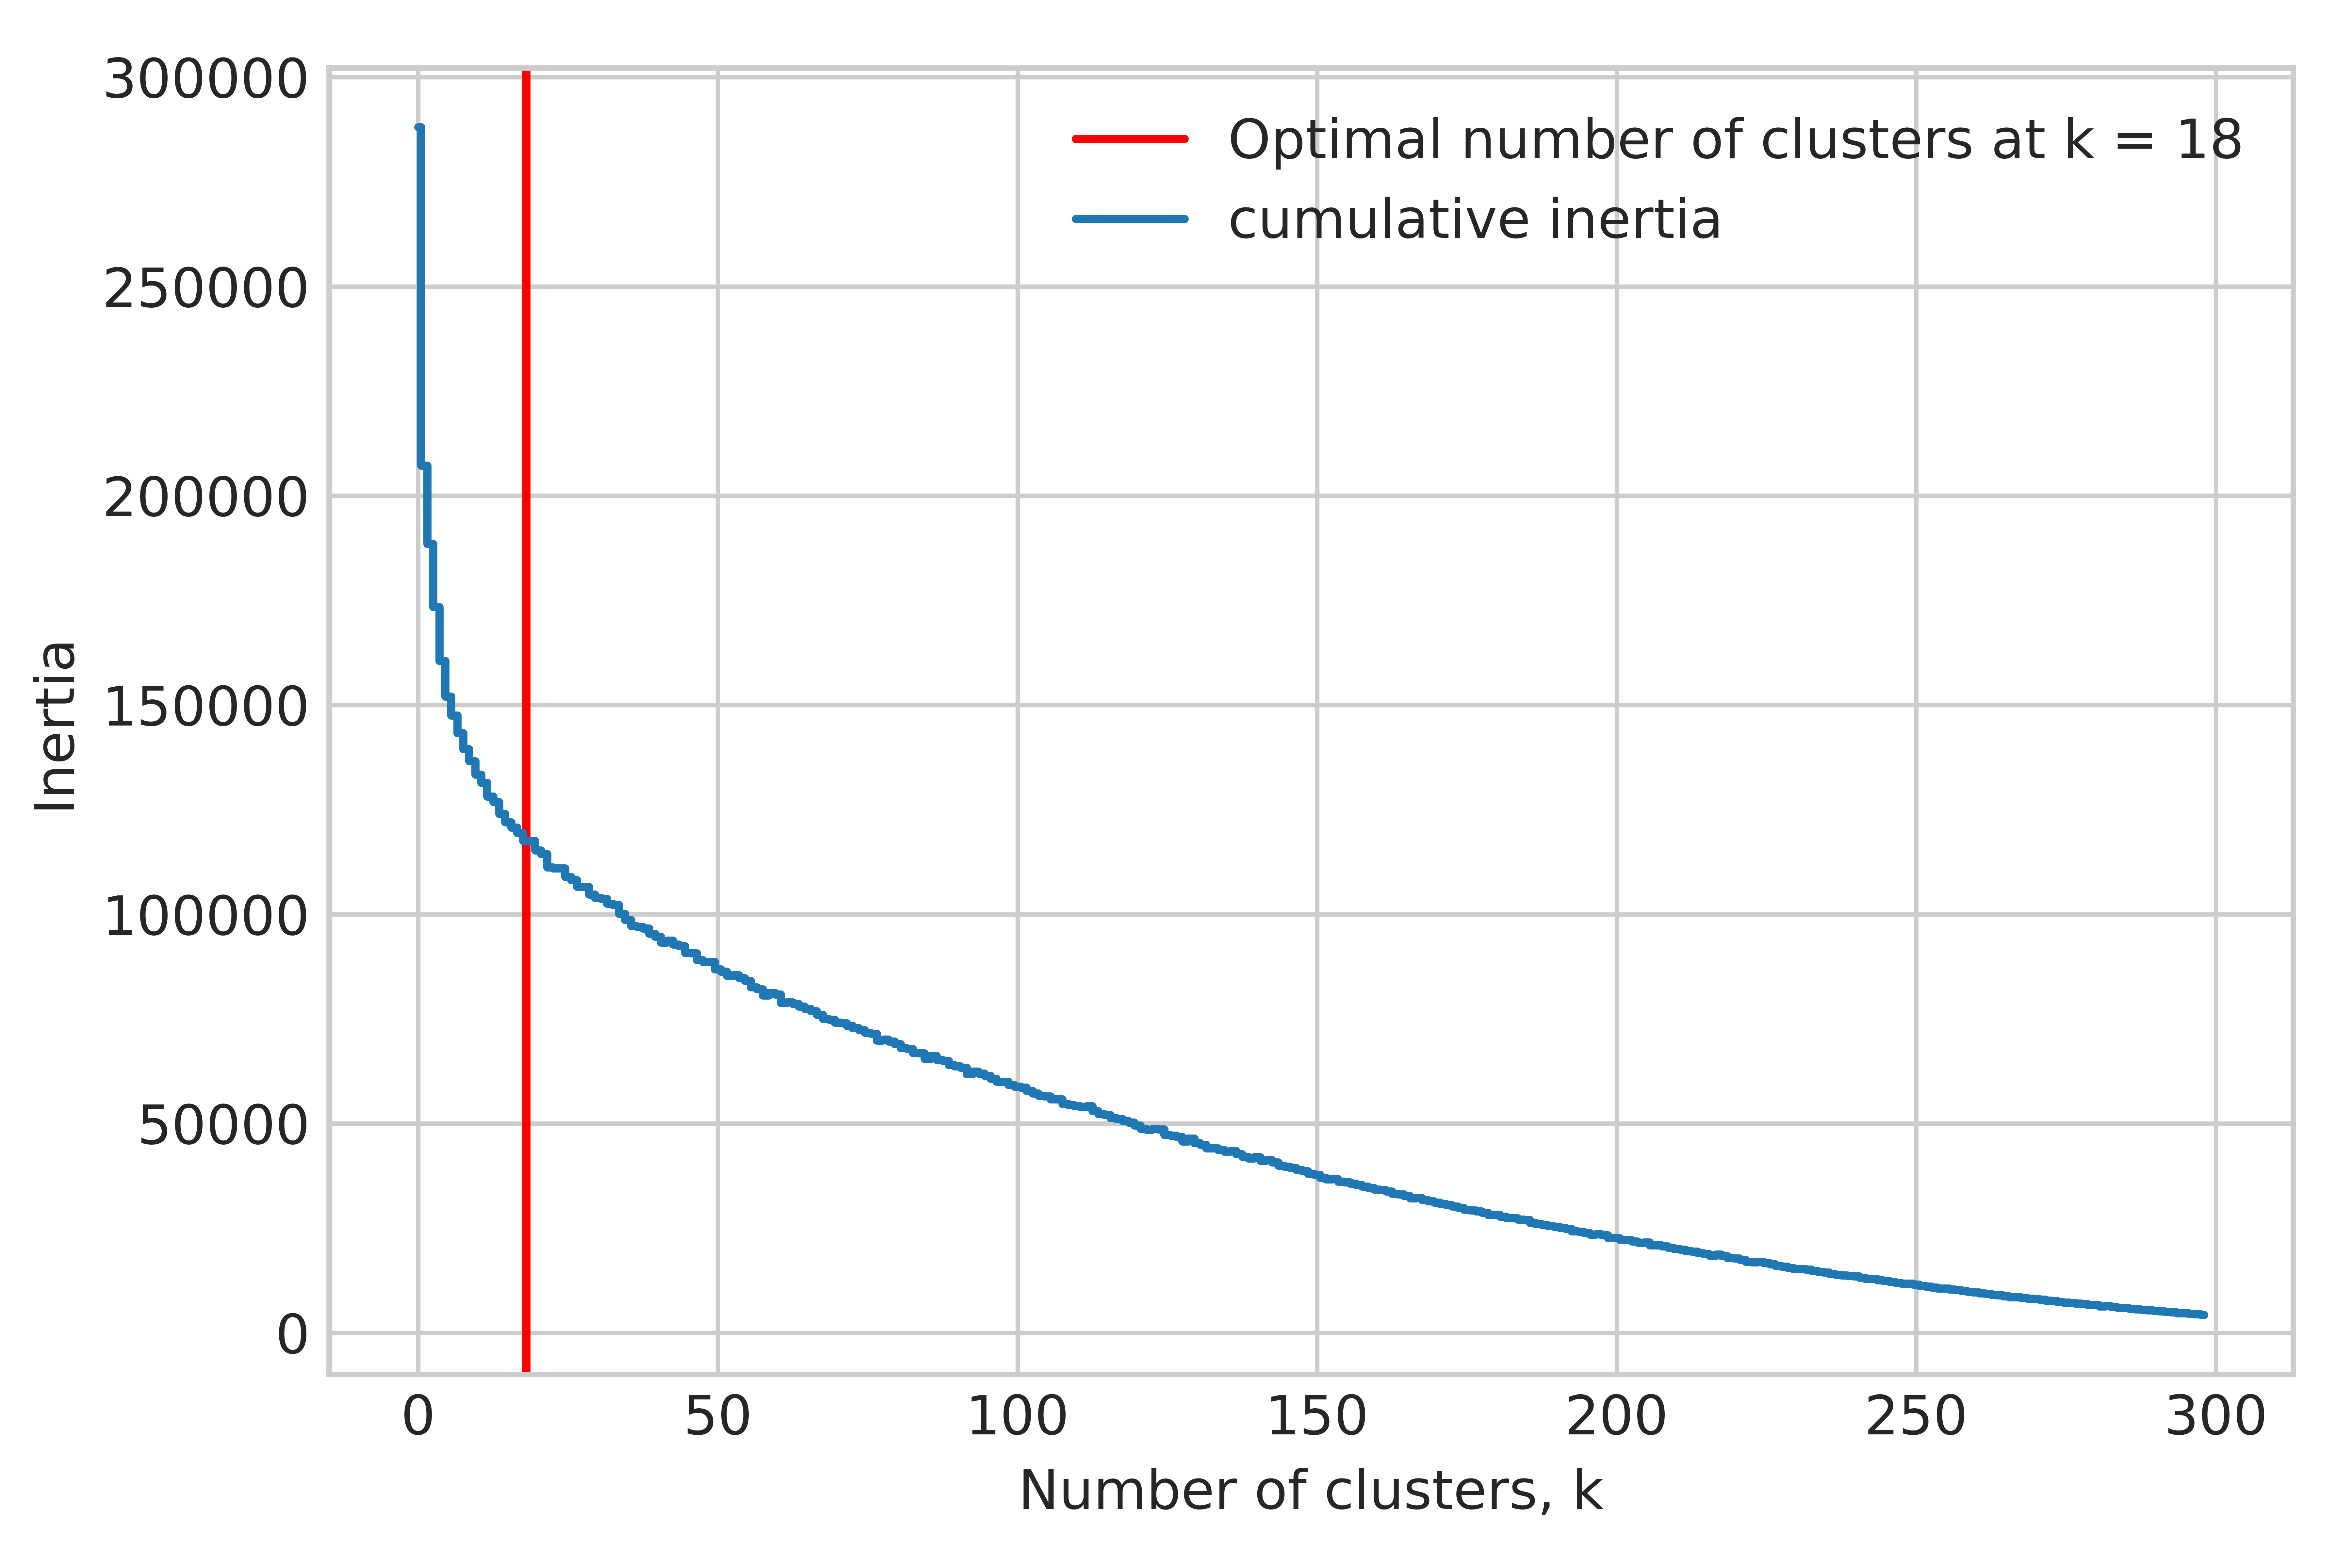 300000
250000
200000
150000
100000
50000
0
Inertia
Optimal number of clusters at k = 18
cumulative inertia
0 50 100 150 200 250 300
Number of clusters, k